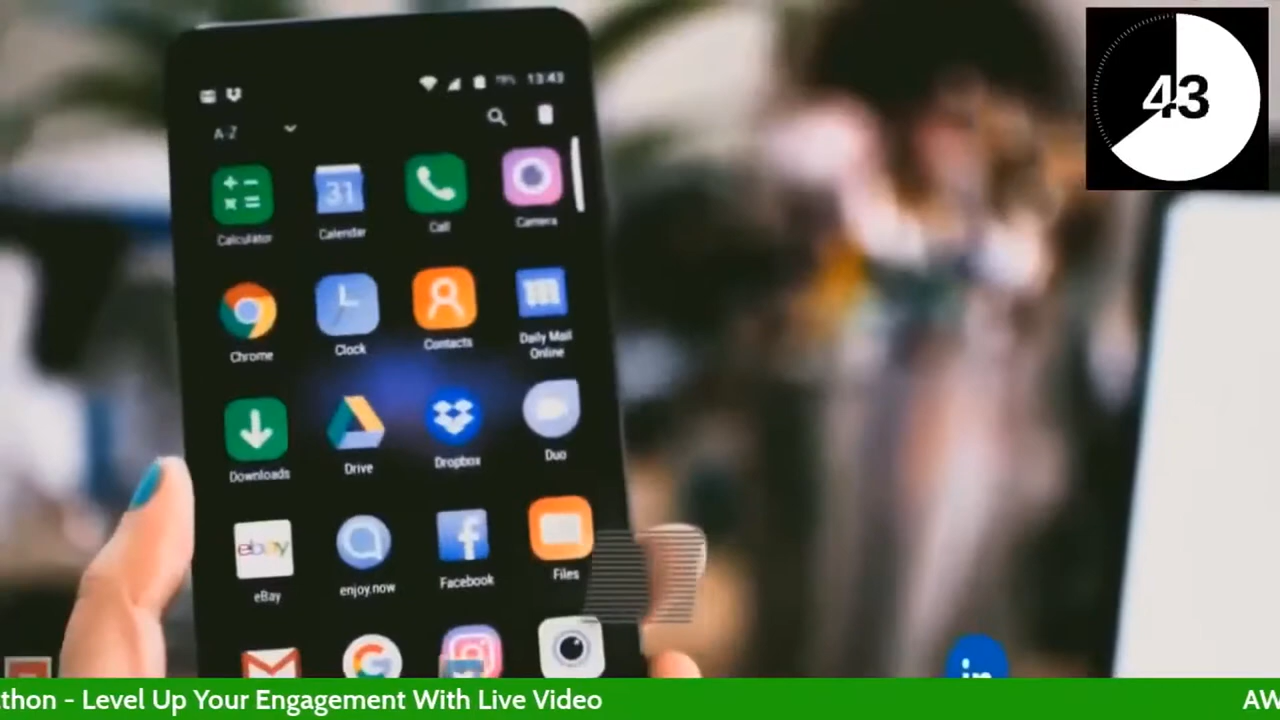 43
13:43
A-Z
31
Calculator
Calendar
Call
Camera
Chrome
Clock
Contacts
Daily Mail
Online
Downloads
Drive
Dropbox
Duo
ebay
eBay
enjoy.now
Facebook
Files
in
thon - Level Up Your Engagement With Live Video
AW